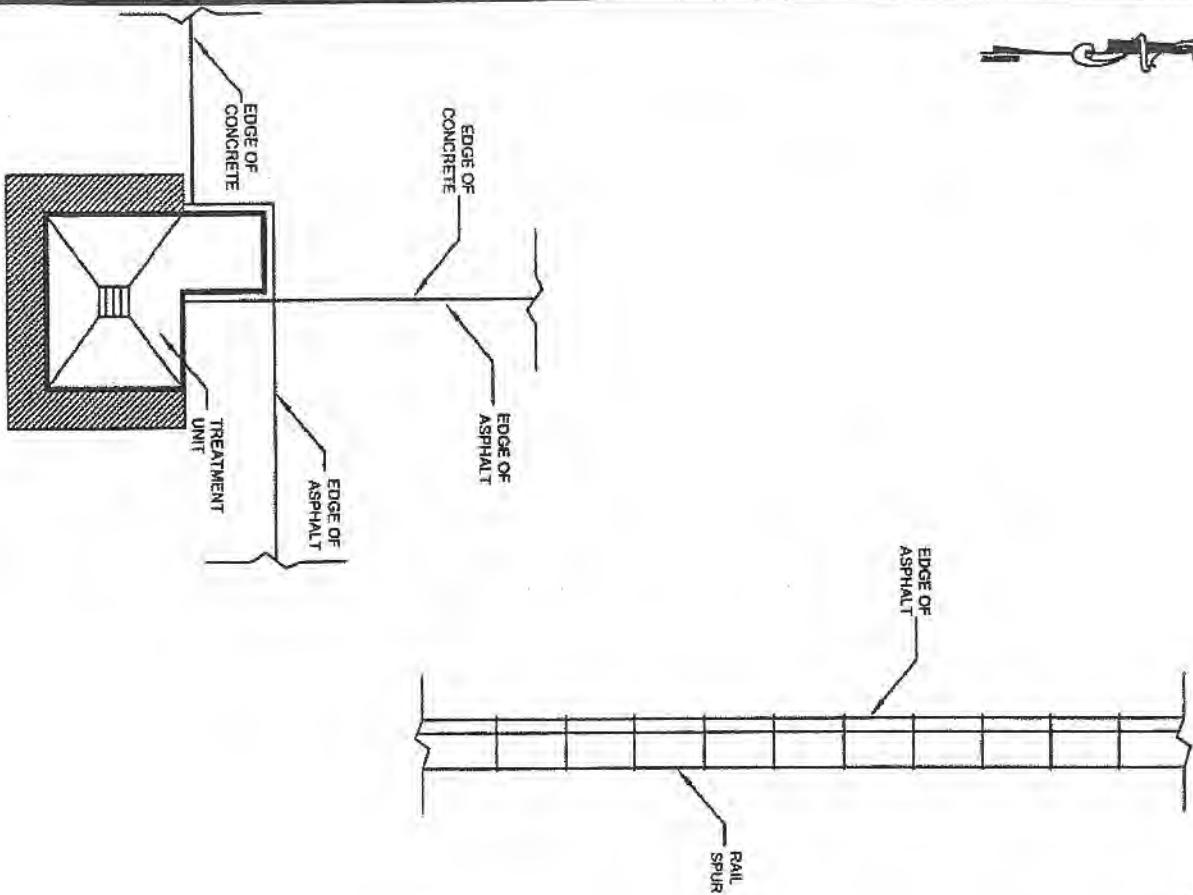 EDGE OF
ASPHALT
RAIL
SPUR
EDGE OF
CONCRETE
EDGE OF
ASPHALT
EDGE OF
ASPHALT
EDGE OF
CONCRETE
TREATMENT
UNIT